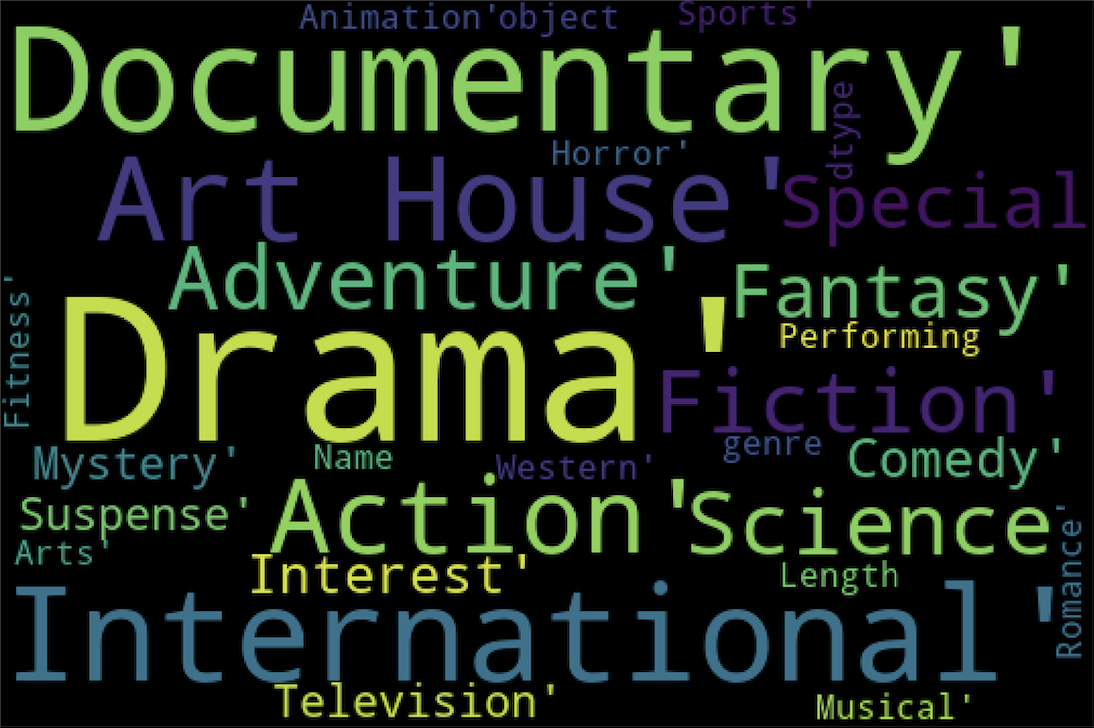 Animation'object
Sports'
Documentary'
dtype
Horror'
Art House'
Special
Adventure'
Fantasy'
Fitness'
Drama'
Performing
Fiction'
genre
Mystery'
Name
Western'
Comedy'
Suspense'
Action'
Science
Arts'
Interest'
Length
Romance'
International'
Television'
Musical'